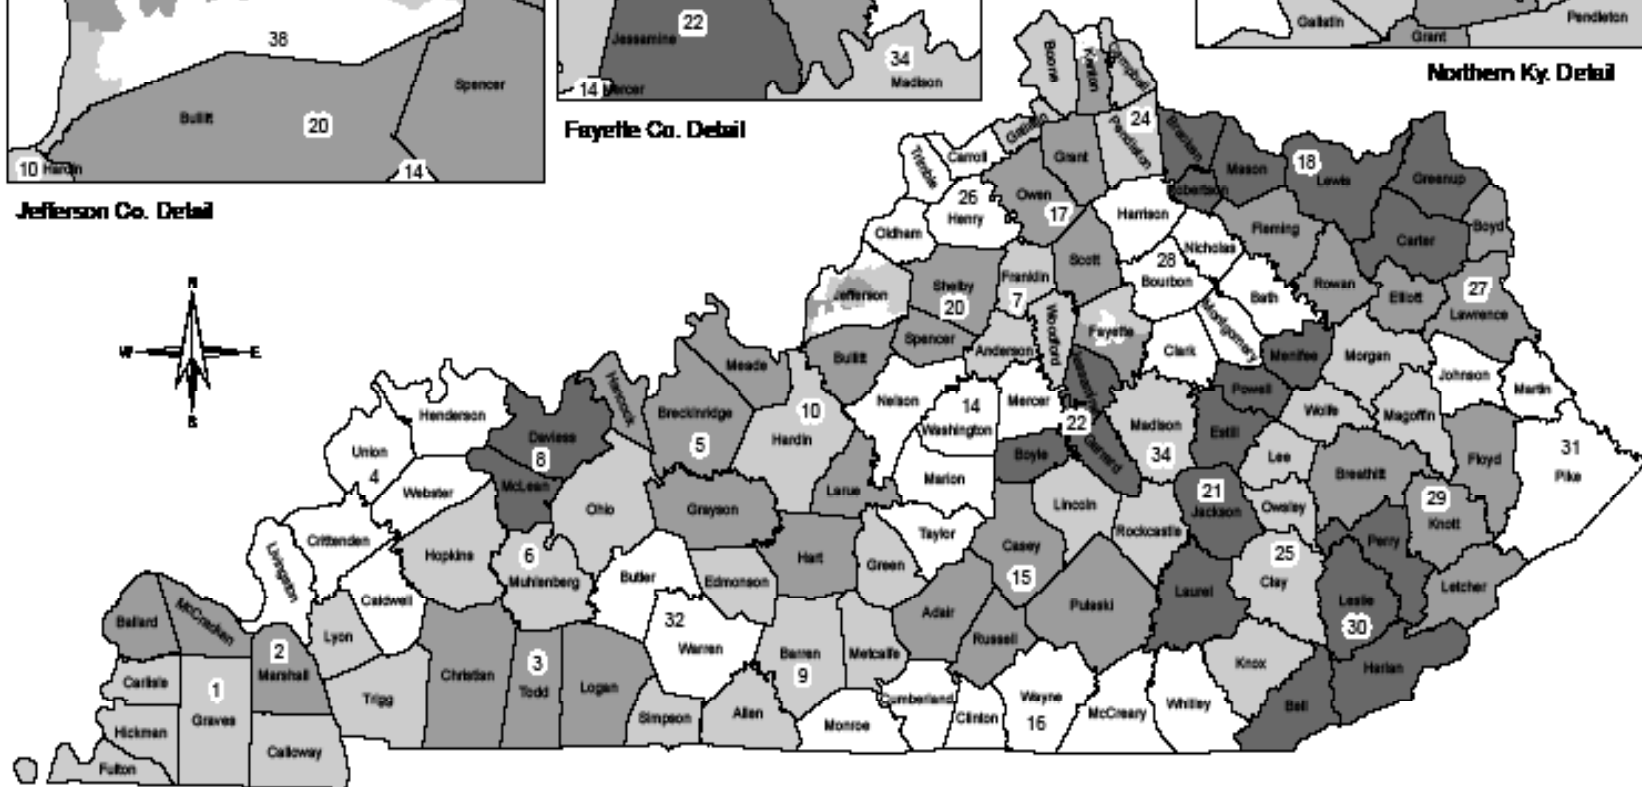 38
Bullitt
20
Spencer
10 Hardin
14
Jefferson Co. Detail
22
Jessamine
34
Madison
14 Mercer
Fayette Co. Detail
Gallatin
Pendleton
Grant
Northern Ky. Detail
N
W E
S
Boone
Kenton
Campbell
24
Gallatin
Carroll
Trimble
Grant
Pendleton
Bracken
Mason
18
Lewis
Greenup
Robertson
26
Henry
Owen
17
Harrison
Fleming
Carter
Boyd
Oldham
Nicholas
Scott
28
Bourbon
Jefferson
Shelby
20
Franklin
7
Bath
Rowan
Elliott
27
Lawrence
Woodford
Fayette
Montgomery
Spencer
Anderson
Clark
Menifee
Morgan
Johnson
Martin
Bullitt
Meade
Hancock
Breckinridge
5
10
Hardin
Nelson
14
Washington
Mercer
Jessamine
22
Garrard
Madison
34
Powell
Estill
Wolfe
Magoffin
Floyd
31
Pike
Henderson
Union
4
Webster
Daviess
8
McLean
Ohio
Grayson
Larue
Marion
Boyle
Lincoln
Lee
Breathitt
21
Jackson
Owsley
29
Knott
Livingston
Crittenden
Hopkins
6
Muhlenberg
Butler
Edmonson
Hart
Green
Taylor
Casey
15
Rockcastle
25
Clay
Perry
Letcher
Ballard
McCracken
2
Marshall
Lyon
Caldwell
32
Warren
Barren
9
Metcalfe
Adair
Russell
Pulaski
Laurel
Leslie
30
Harlan
Carlisle
1
Graves
Hickman
Fulton
Calloway
Trigg
Christian
3
Todd
Logan
Simpson
Allen
Monroe
Cumberland
Clinton
Wayne
16
McCreary
Whitley
Knox
Bell